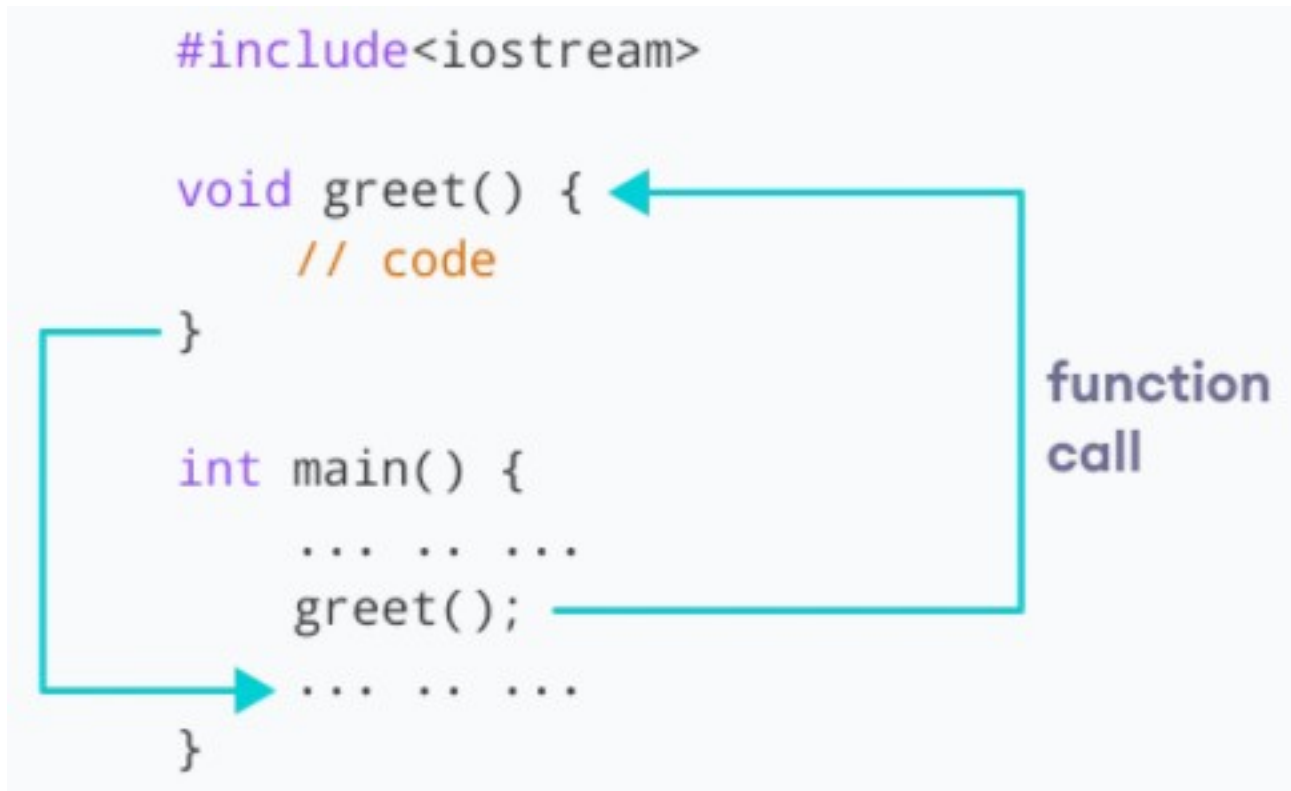 #include<iostream>
void greet() {
// code
}
function
call
int main() {
... .. ...
greet();
... .. ...
}